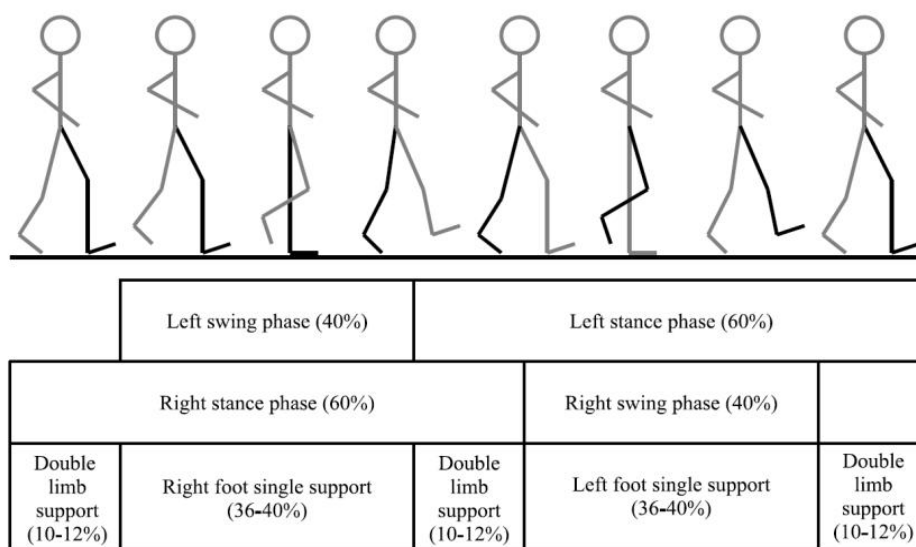 Left swing phase (40%)
Left stance phase (60%)
Right stance phase (60%)
Right swing phase (40%)
Double
limb
support
(10-12%)
Right foot single support
(36-40%)
Double
limb
support
(10-12%)
Left foot single support
(36-40%)
Double
limb
support
(10-12%)